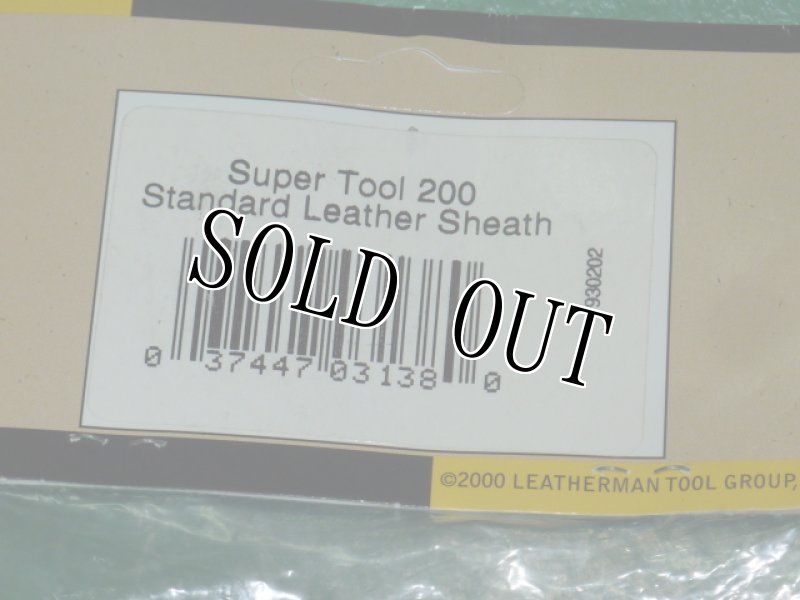 Super Tool 200
Standard Leather Sheath
930202
SOLD OUT
0 37447 03138 0
©2000 LEATHERMAN TOOL GROUP,